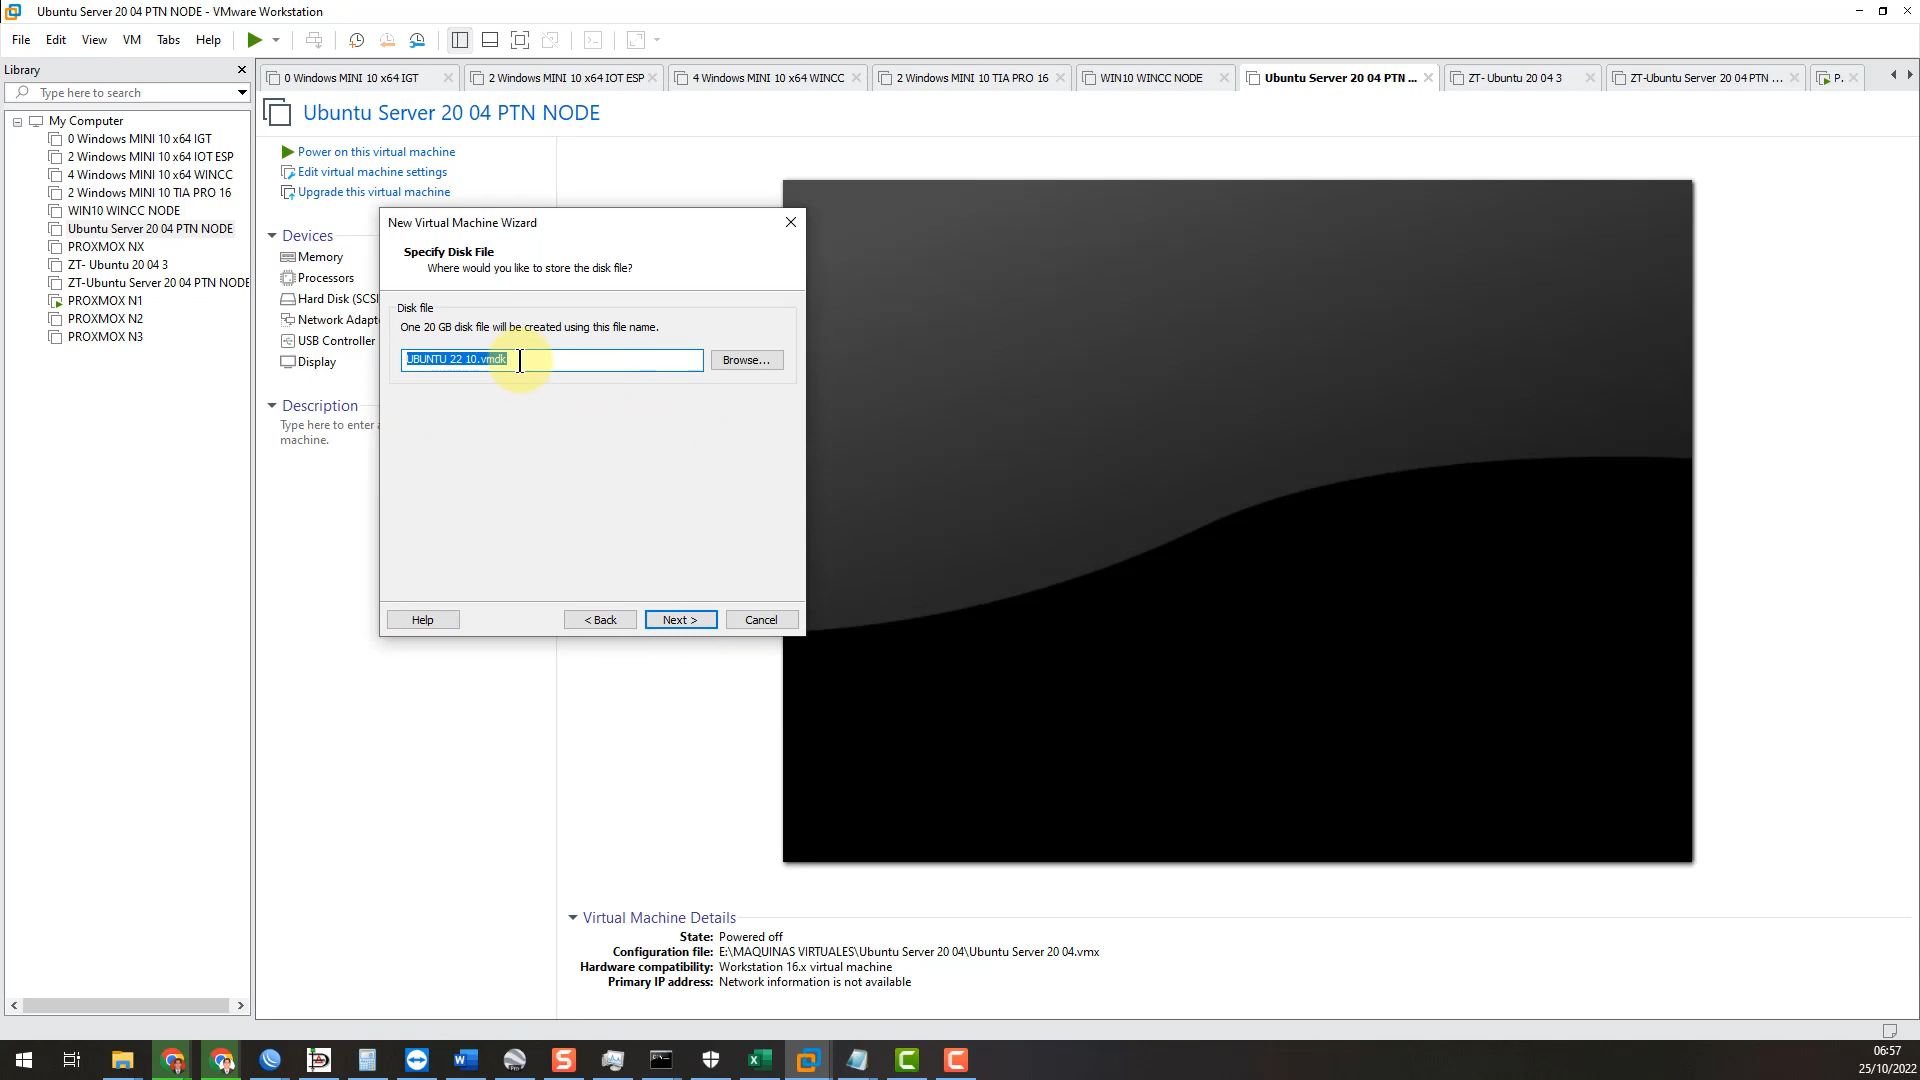 Ubuntu Server 20 04 PTN NODE - VMware Workstation
File Edit View VM Tabs Help
Library
Type here to search
My Computer
0 Windows MINI 10 x64 IGT
2 Windows MINI 10 x64 IOT ESP
4 Windows MINI 10 x64 WINCC
2 Windows MINI 10 TIA PRO 16
WIN10 WINCC NODE
Ubuntu Server 20 04 PTN NODE
PROXMOX NX
ZT- Ubuntu 20 04 3
ZT-Ubuntu Server 20 04 PTN NODE
PROXMOX N1
PROXMOX N2
PROXMOX N3
0 Windows MINI 10 x64 IGT
2 Windows MINI 10 x64 IOT ESP
4 Windows MINI 10 x64 WINCC
2 Windows MINI 10 TIA PRO 16
WIN10 WINCC NODE
Ubuntu Server 20 04 PTN ...
ZT- Ubuntu 20 04 3
ZT-Ubuntu Server 20 04 PTN ...
P.
Ubuntu Server 20 04 PTN NODE
Power on this virtual machine
Edit virtual machine settings
Upgrade this virtual machine
Devices
Memory
Processors
Hard Disk (SCS
Network Adapt
USB Controller
Display
Description
Type here to enter a
machine.
New Virtual Machine Wizard
Specify Disk File
Where would you like to store the disk file?
Disk file
One 20 GB disk file will be created using this file name.
UBUNTU 22 10.vmdk
Browse...
Help
< Back
Next >
Cancel
Virtual Machine Details
State: Powered off
Configuration file: E:\MAQUINAS VIRTUALES\Ubuntu Server 20 04\Ubuntu Server 20 04.vmx
Hardware compatibility: Workstation 16.x virtual machine
Primary IP address: Network information is not available
06:57
25/10/2022